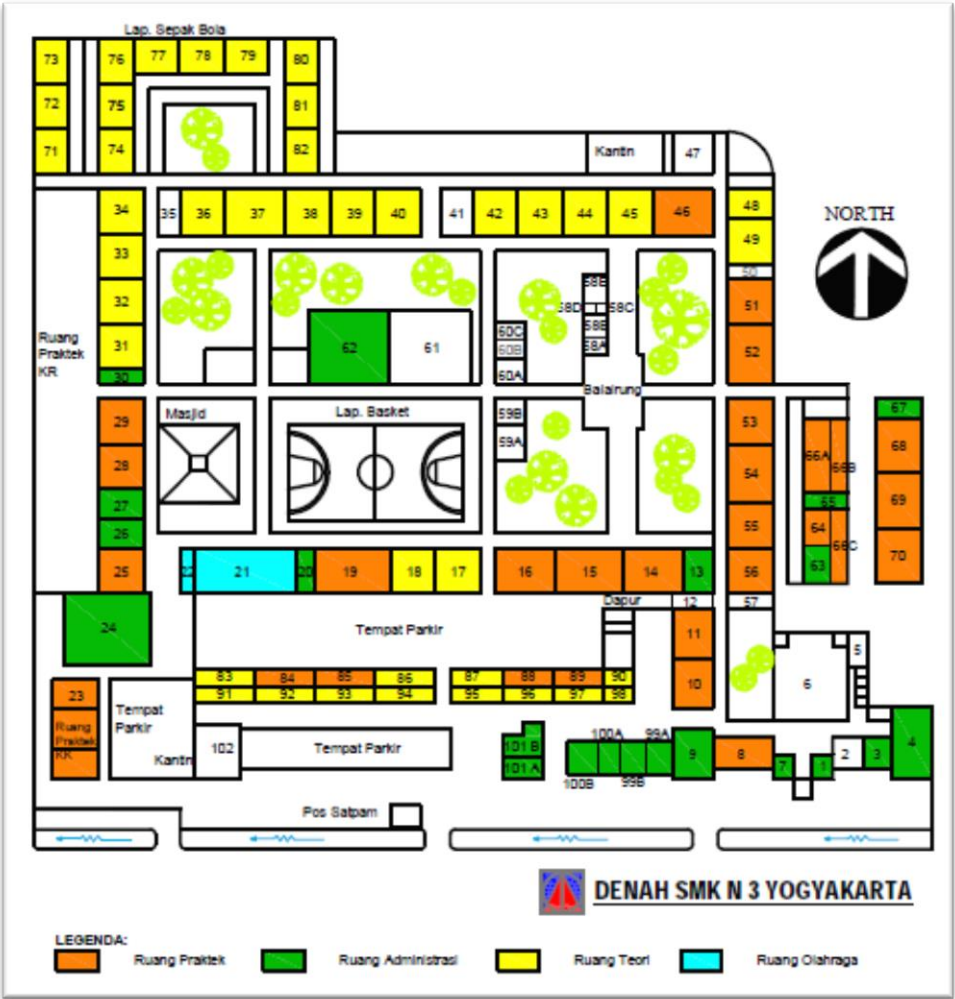 Lap. Sepak Bola
73 76 77 78 79 80
72 75 81
71 74 82
Kantin 47
34 35 36 37 38 39 40 41 42 43 44 45 46 48
33 49
NORTH
50
32 51
58E
58D 58C
31 62 61 60C 58B 52
Ruang
Praktek
KR
60B 58A
30 60A
Balairung
29 Masjid Lap. Basket 59B 53 67
59A 66A 68
28 54 66B
27 65 69
26 55 64 66C
25 22 21 20 19 18 17 16 15 14 13 56 63 70
Dapur 12 57
24 Tempat Parkir 11
5
83 84 85 86 87 88 89 90 10 6
23 91 92 93 94 95 96 97 98
Tempat
Parkir
Ruang
Praktek
KK
Kantin 102 Tempat Parkir 101 B 100A 99A 9 8 2 3 4
101 A 7 1
100B 99B
Pos Satpam
DENAH SMK N 3 YOGYAKARTA
LEGENDA:
Ruang Praktek Ruang Administrasi Ruang Teori Ruang Olahraga